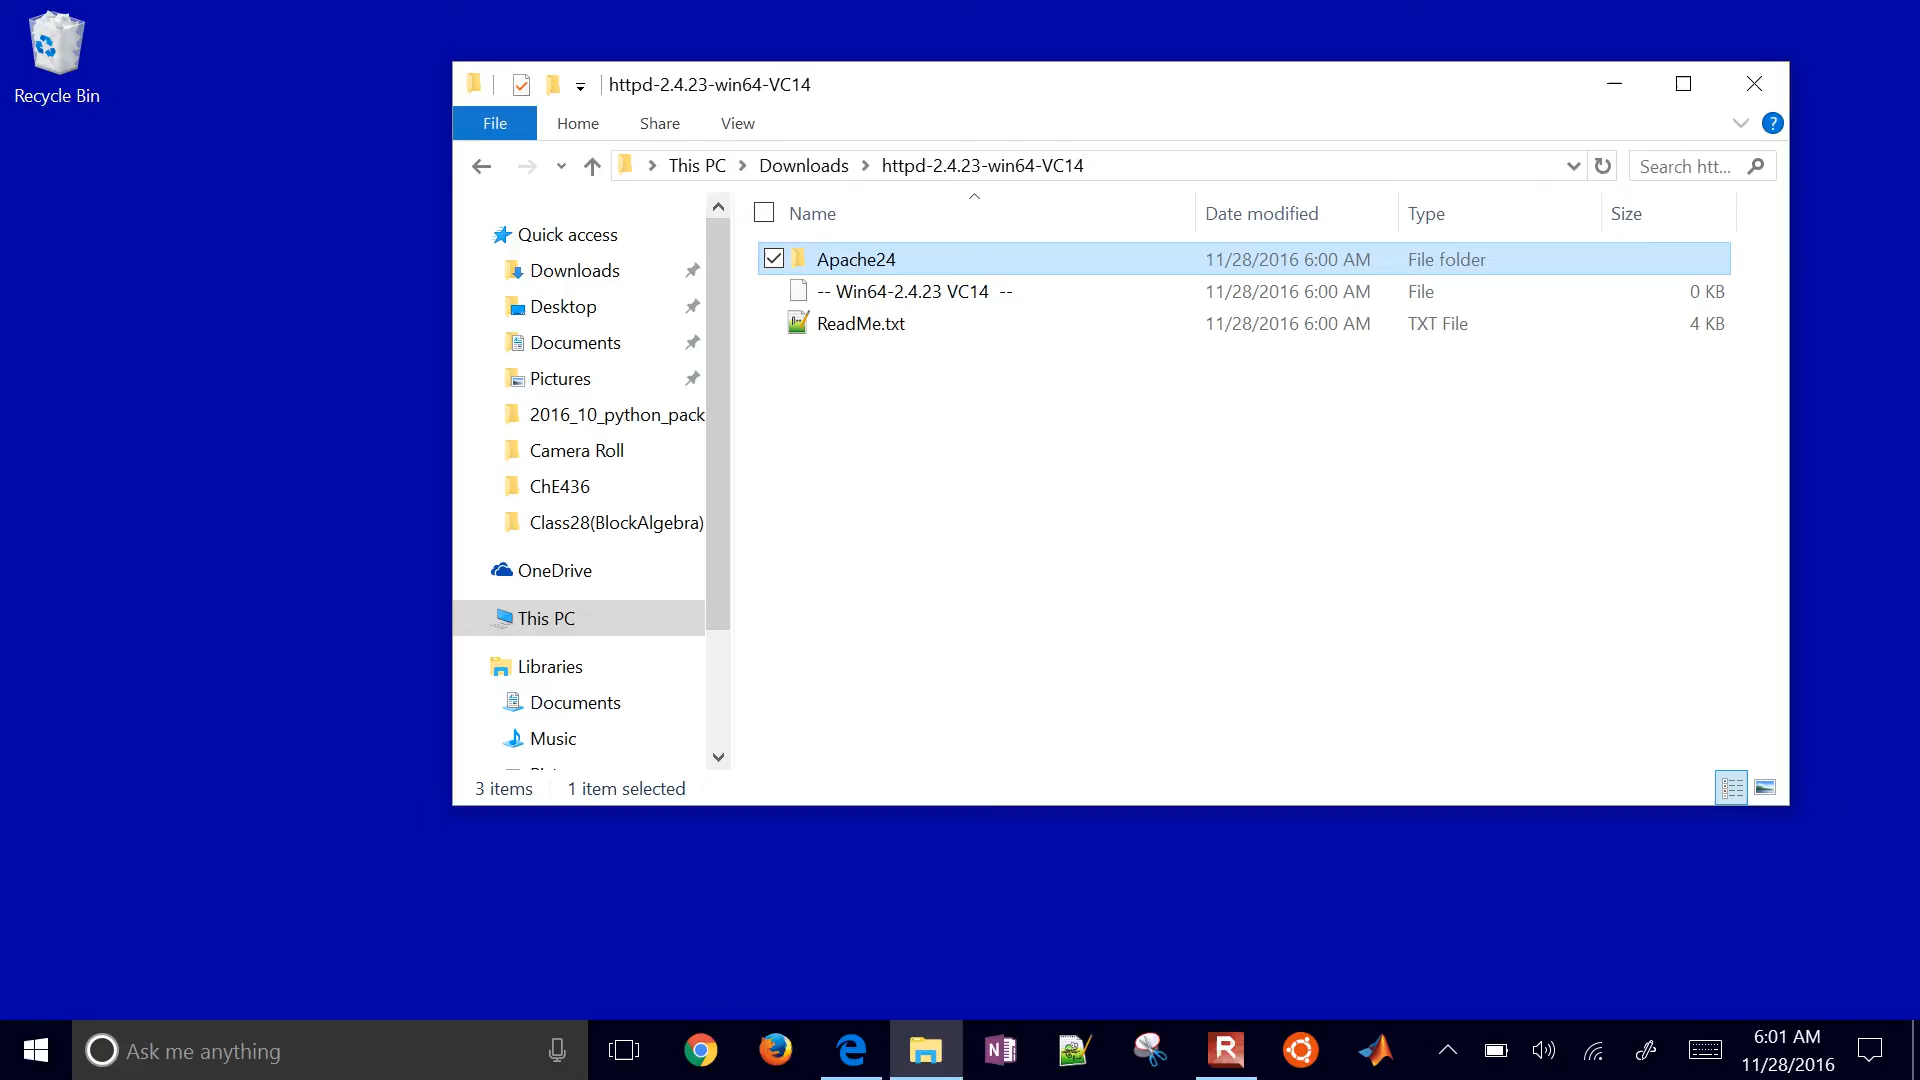 Recycle Bin
httpd-2.4.23-win64-VC14
File Home Share View
This PC Downloads httpd-2.4.23-win64-VC14
Search htt...
Name Date modified Type Size
Quick access
Downloads
Desktop
Documents
Pictures
2016_10_python_pack
Camera Roll
ChE436
Class28(BlockAlgebra)
OneDrive
This PC
Libraries
Documents
Music
Apache24 11/28/2016 6:00 AM File folder
-- Win64-2.4.23 VC14 -- 11/28/2016 6:00 AM File 0 KB
ReadMe.txt 11/28/2016 6:00 AM TXT File 4 KB
3 items 1 item selected
Ask me anything
6:01 AM
11/28/2016